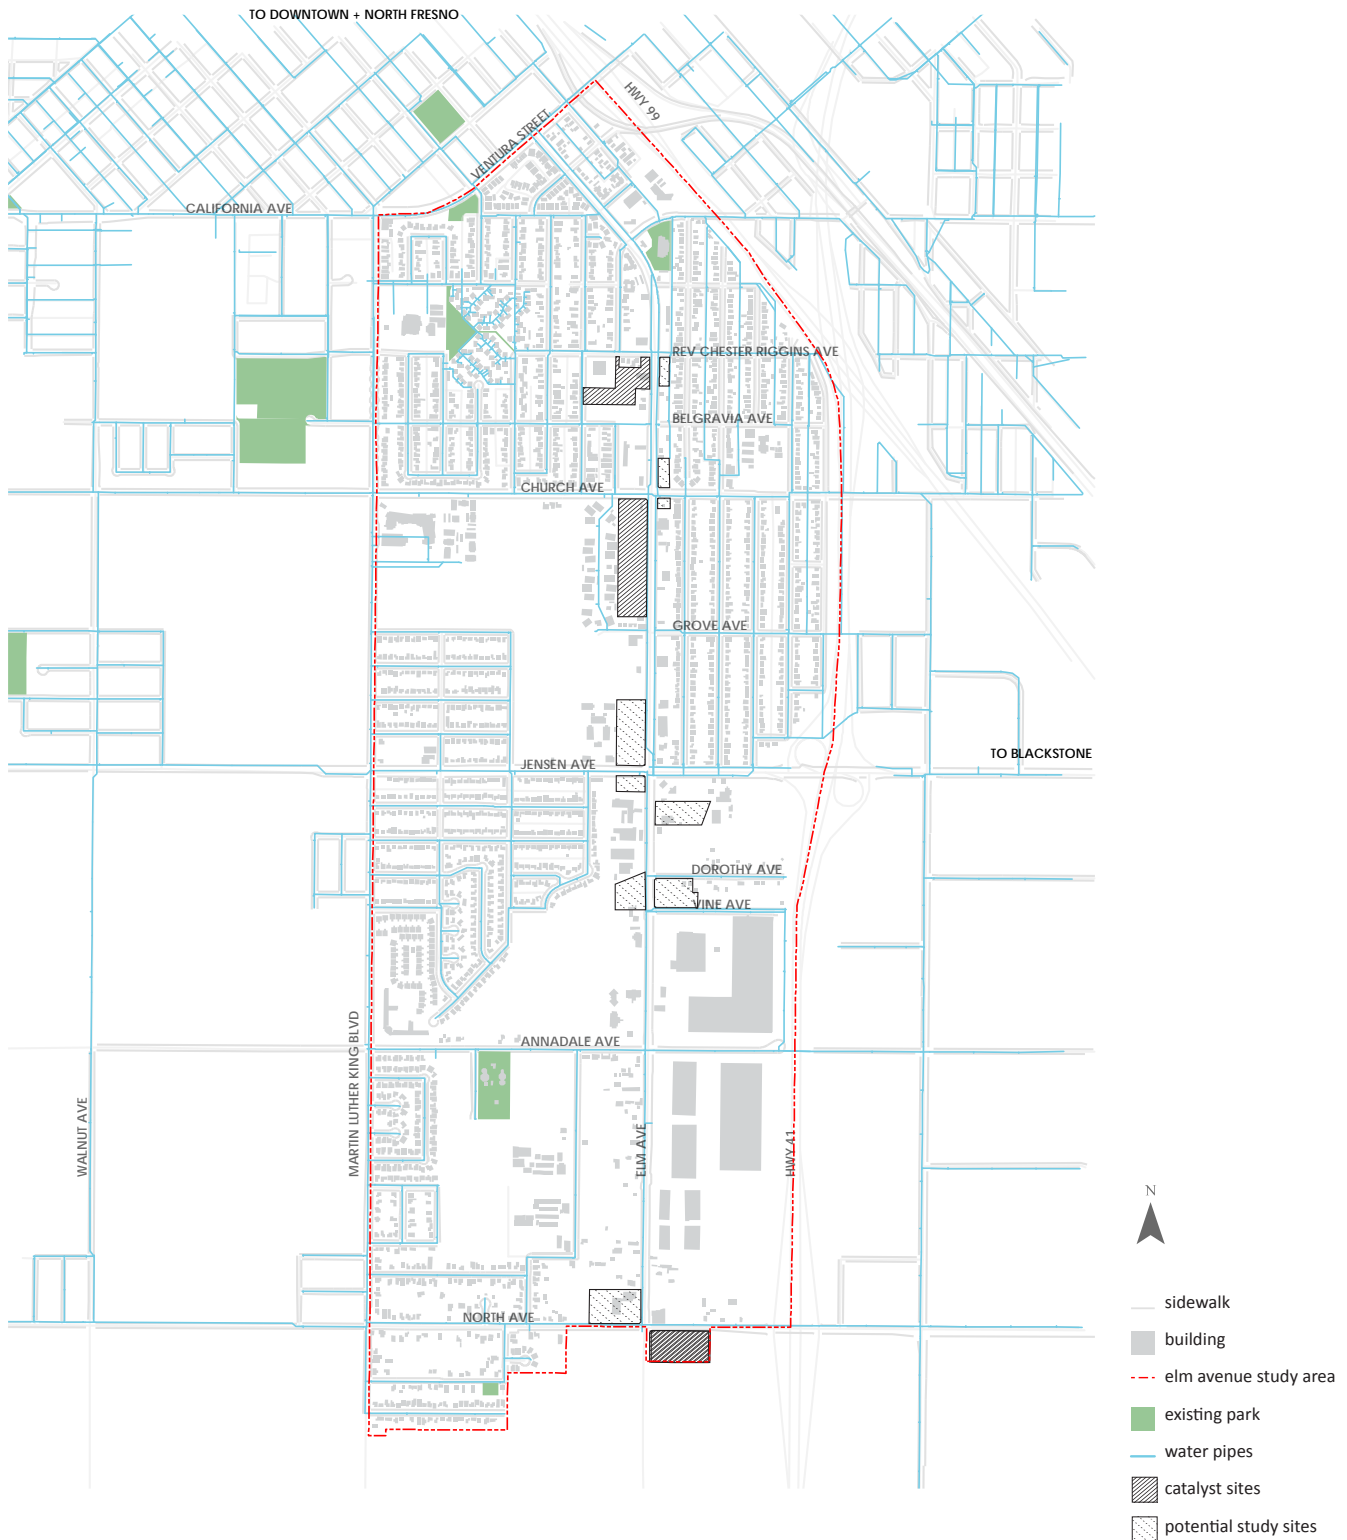 TO DOWNTOWN + NORTH FRESNO
HWY 99
VENTURA STREET
CALIFORNIA AVE
REV CHESTER RIGGINS AVE
BELGRAVIA AVE
CHURCH AVE
GROVE AVE
TO BLACKSTONE
JENSEN AVE
DOROTHY AVE
VINE AVE
ANNADALE AVE
MARTIN LUTHER KING BLVD
WALNUT AVE
ELM AVE
HWY 41
NORTH AVE
N
sidewalk
building
elm avenue study area
existing park
water pipes
catalyst sites
potential study sites